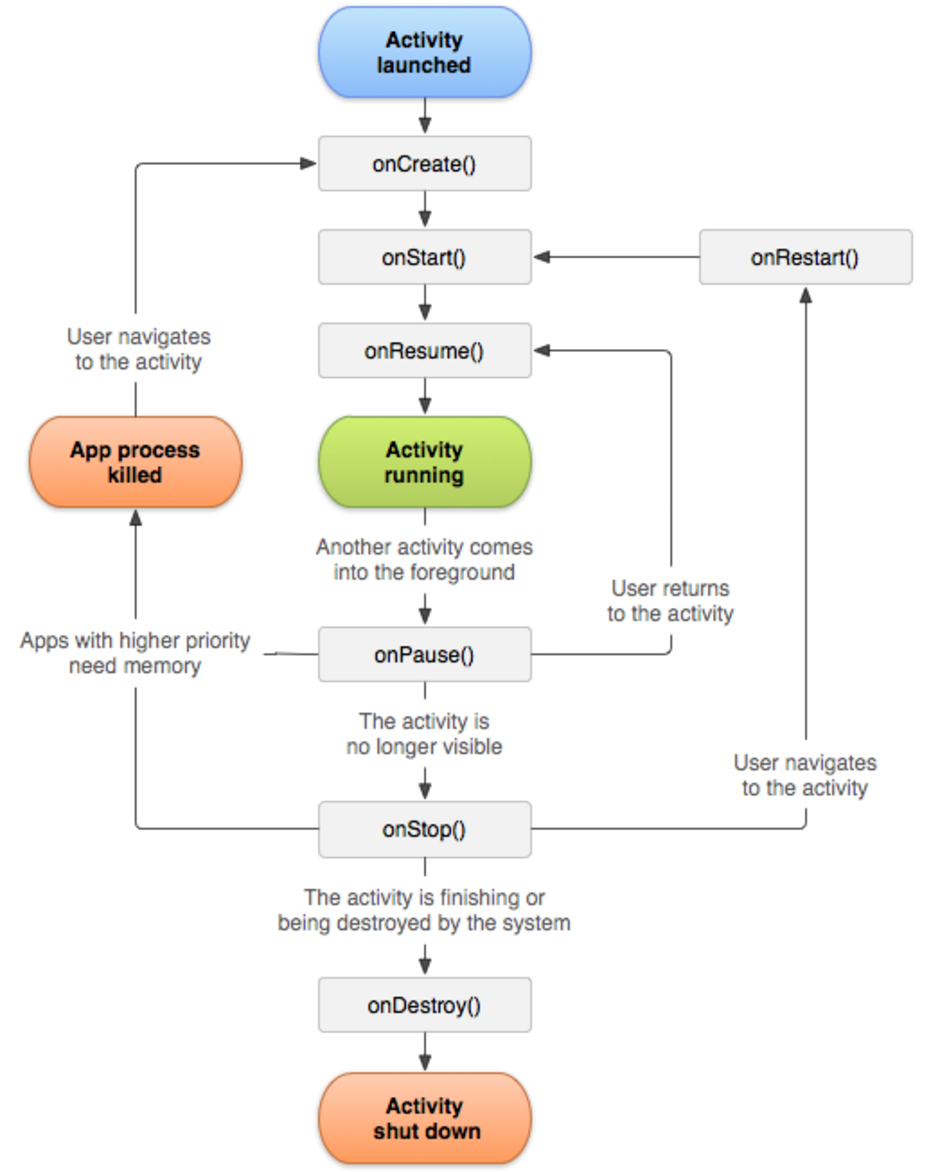 Activity
launched
onCreate()
onStart()
onRestart()
User navigates
to the activity
onResume()
App process
killed
Activity
running
Another activity comes
into the foreground
User returns
to the activity
Apps with higher priority
need memory
onPause()
The activity is
no longer visible
User navigates
to the activity
onStop()
The activity is finishing or
being destroyed by the system
onDestroy()
Activity
shut down